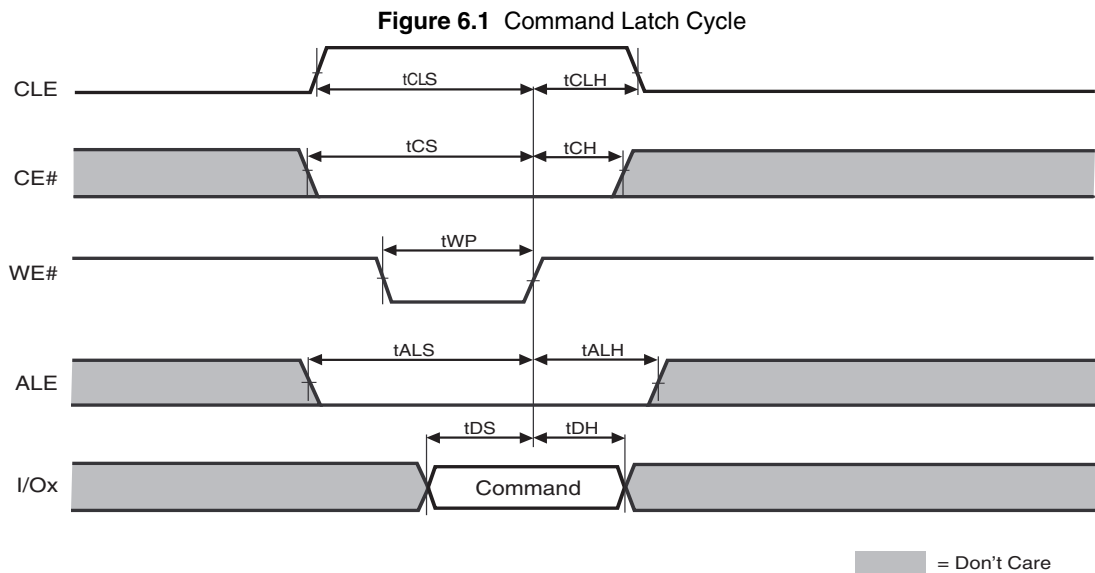 Figure 6.1 Command Latch Cycle
CLE
tCLS
tCLH
CE#
tCS
tCH
WE#
tWP
ALE
tALS
tALH
I/Ox
tDS
tDH
Command
= Don't Care